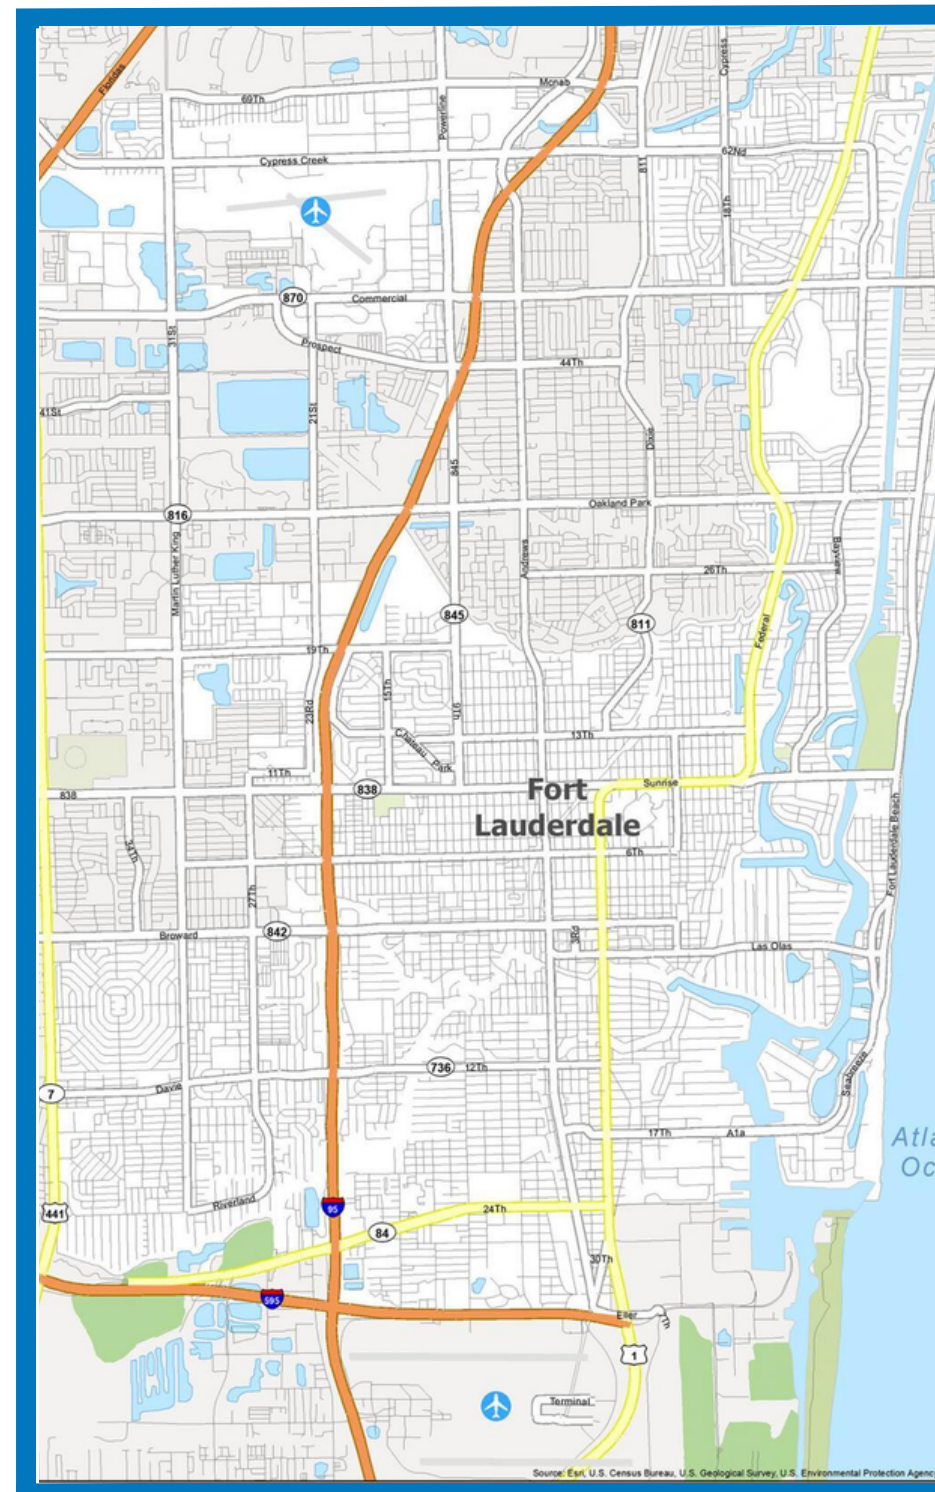 Floridas
69Th
Powerline
Mcnab
Cypress
Cypress Creek
811
62Nd
18Th
870
Commercial
31St
Prospect
44Th
21St
41St
Dixie
845
816
Oakland Park
Martin Luther King
Andrews
26Th
Bayview
845
811
Federal
19Th
15Th
9Th
23Rd
Chateau Park
13Th
11Th
838
838
Sunrise
Fort
Lauderdale
34Th
6Th
Fort Lauderdale Beach
27Th
Broward
842
3Rd
Las Olas
736
12Th
7
Davie
Seabreeze
17Th
A1a
Atla
Oc
Riverland
441
95
84
24Th
30Th
595
Eller
7Th
1
Terminal
Source: Esri, U.S. Census Bureau, U.S. Geological Survey, U.S. Environmental Protection Agency